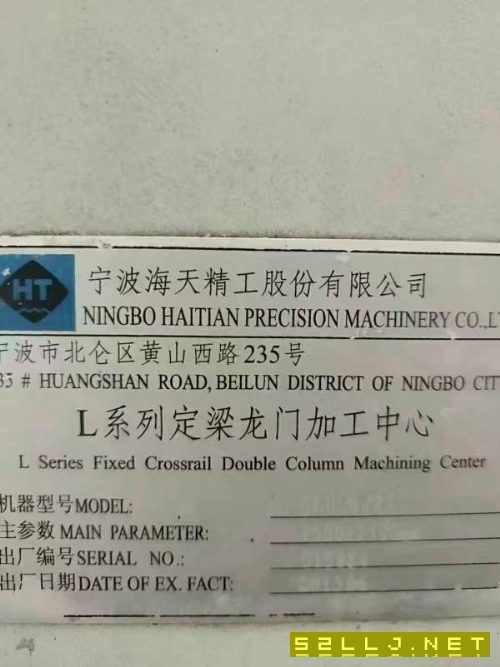 HT
宁波海天精工股份有限公司
NINGBO HAITIAN PRECISION MACHINERY CO.,LT
宁波市北仑区黄山西路235号
35 # HUANGSHAN ROAD, BEILUN DISTRICT OF NINGBO CIT
L系列定梁龙门加工中心
L Series Fixed Crossrail Double Column Machining Center
机器型号MODEL:
主参数 MAIN PARAMETER:
出厂编号SERIAL NO.:
出厂日期DATE OF EX. FACT:
52LLJ.NET